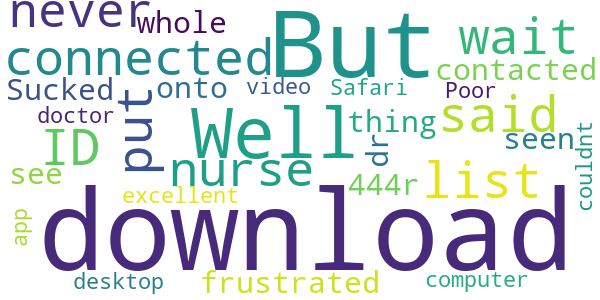 never
whole
But
wait
connected
contacted
Sucked
onto
video
Safari
Poor
doctor
put
Well
thing
said
ID
dr
seen
see
nurse
444r
list
couldnt
excellent
app
download
desktop
frustrated
computer